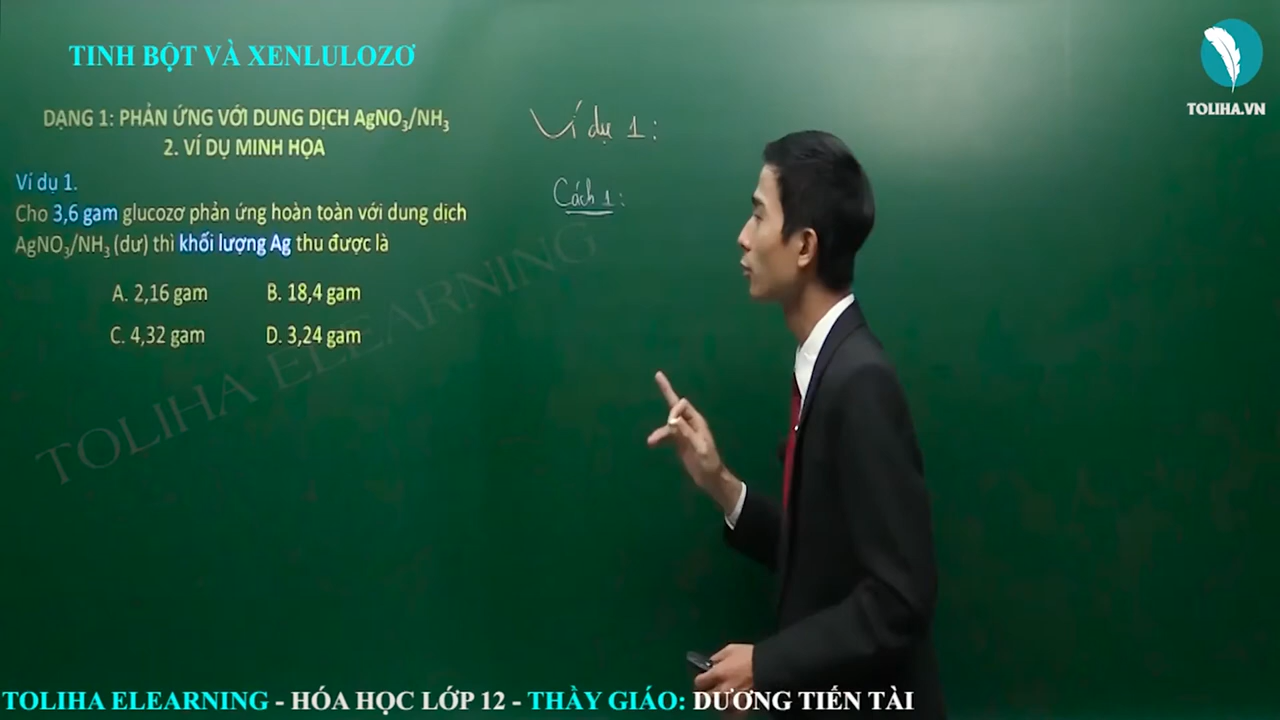 TINH BỘT VÀ XENLULOZƠ
TOLIHA.VN
DẠNG 1: PHẢN ỨNG VỚI DUNG DỊCH AgNO₃/NH₃
2. VÍ DỤ MINH HỌA
Ví dụ 1.
Cho 3,6 gam glucozơ phản ứng hoàn toàn với dung dịch
AgNO₃/NH₃ (dư) thì khối lượng Ag thu được là
A. 2,16 gam B. 18,4 gam
C. 4,32 gam D. 3,24 gam
Ví dụ 1:
Cách 1:
TOLIHA ELEARNING
TOLIHA ELEARNING - HÓA HỌC LỚP 12 - THẦY GIÁO: DƯƠNG TIẾN TÀI